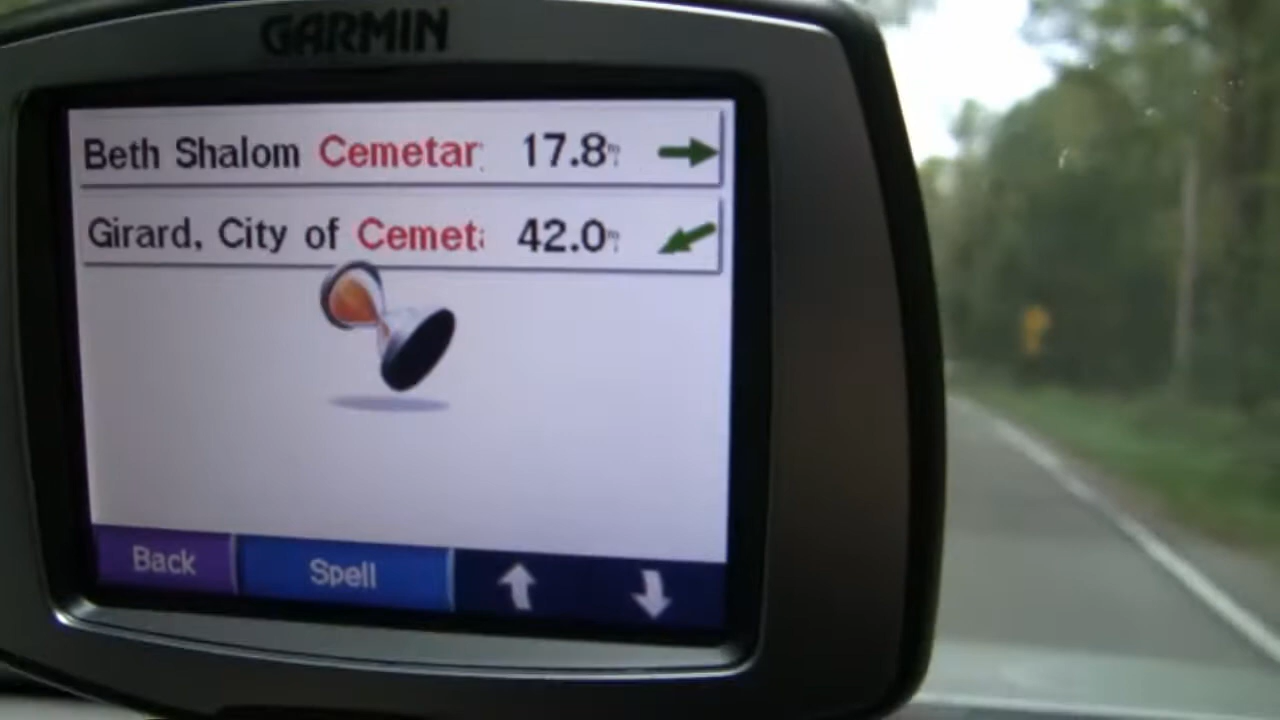 GARMIN
Beth Shalom Cemetar 17.8
Girard, City of Cemet 42.0
Back Spell